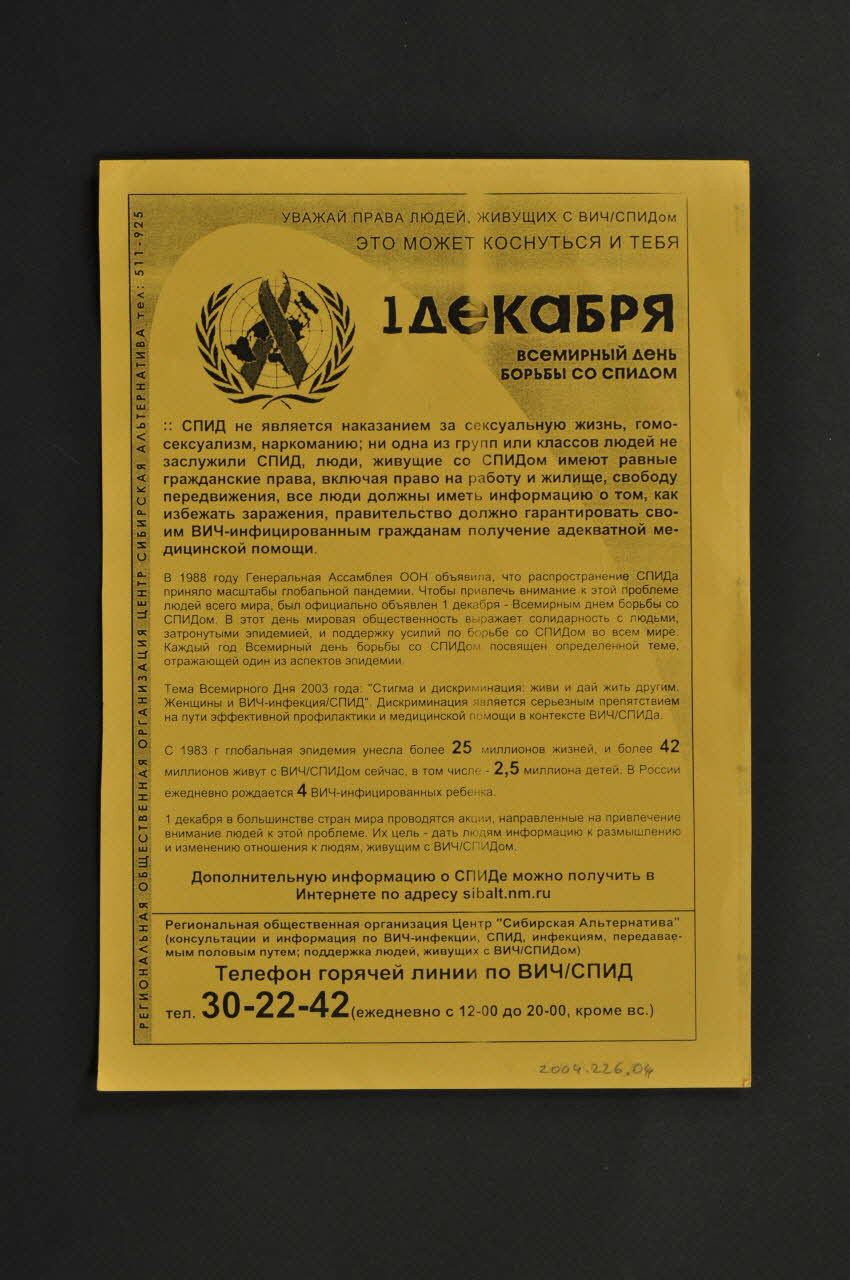 УВАЖАЙ ПРАВА ЛЮДЕЙ, ЖИВУЩИХ С ВИЧ/СПИДом
ЭТО МОЖЕТ КОСНУТЬСЯ И ТЕБЯ
1 ДЕКАБРЯ
ВСЕМИРНЫЙ ДЕНЬ
БОРЬБЫ СО СПИДОМ
:: СПИД не является наказанием за сексуальную жизнь, гомо-
сексуализм, наркоманию; ни одна из групп или классов людей не
заслужили СПИД, люди, живущие со СПИДом имеют равные
гражданские права, включая право на работу и жилище, свободу
передвижения, все люди должны иметь информацию о том, как
избежать заражения, правительство должно гарантировать сво-
им ВИЧ-инфицированным гражданам получение адекватной ме-
дицинской помощи.
В 1988 году Генеральная Ассамблея ООН объявила, что распространение СПИДа
приняло масштабы глобальной пандемии. Чтобы привлечь внимание к этой проблеме
людей всего мира, был официально объявлен 1 декабря - Всемирным днем борьбы со
СПИДом. В этот день мировая общественность выражает солидарность с людьми,
затронутыми эпидемией, и поддержку усилий по борьбе со СПИДом во всем мире.
Каждый год Всемирный день борьбы со СПИДом посвящен определенной теме,
отражающей один из аспектов эпидемии.
Тема Всемирного Дня 2003 года: "Стигма и дискриминация: живи и дай жить другим.
Женщины и ВИЧ-инфекция/СПИД". Дискриминация является серьезным препятствием
на пути эффективной профилактики и медицинской помощи в контексте ВИЧ/СПИДа.
С 1983 г глобальная эпидемия унесла более 25 миллионов жизней, и более 42
миллионов живут с ВИЧ/СПИДом сейчас, в том числе - 2,5 миллиона детей. В России
ежедневно рождается 4 ВИЧ-инфицированных ребенка.
1 декабря в большинстве стран мира проводятся акции, направленные на привлечение
внимание людей к этой проблеме. Их цель - дать людям информацию к размышлению
и изменению отношения к людям, живущим с ВИЧ/СПИДом.
Дополнительную информацию о СПИДе можно получить в
Интернете по адресу sibalt.nm.ru
Региональная общественная организация Центр "Сибирская Альтернатива"
(консультации и информация по ВИЧ-инфекции, СПИД, инфекциям, передавае-
мым половым путем; поддержка людей, живущих с ВИЧ/СПИДом)
Телефон горячей линии по ВИЧ/СПИД
тел. 30-22-42 (ежедневно с 12-00 до 20-00, кроме вс.)
РЕГИОНАЛЬНАЯ ОБЩЕСТВЕННАЯ ОРГАНИЗАЦИЯ ЦЕНТР СИБИРСКАЯ АЛЬТЕРНАТИВА тел: 511-925
2004.226.04